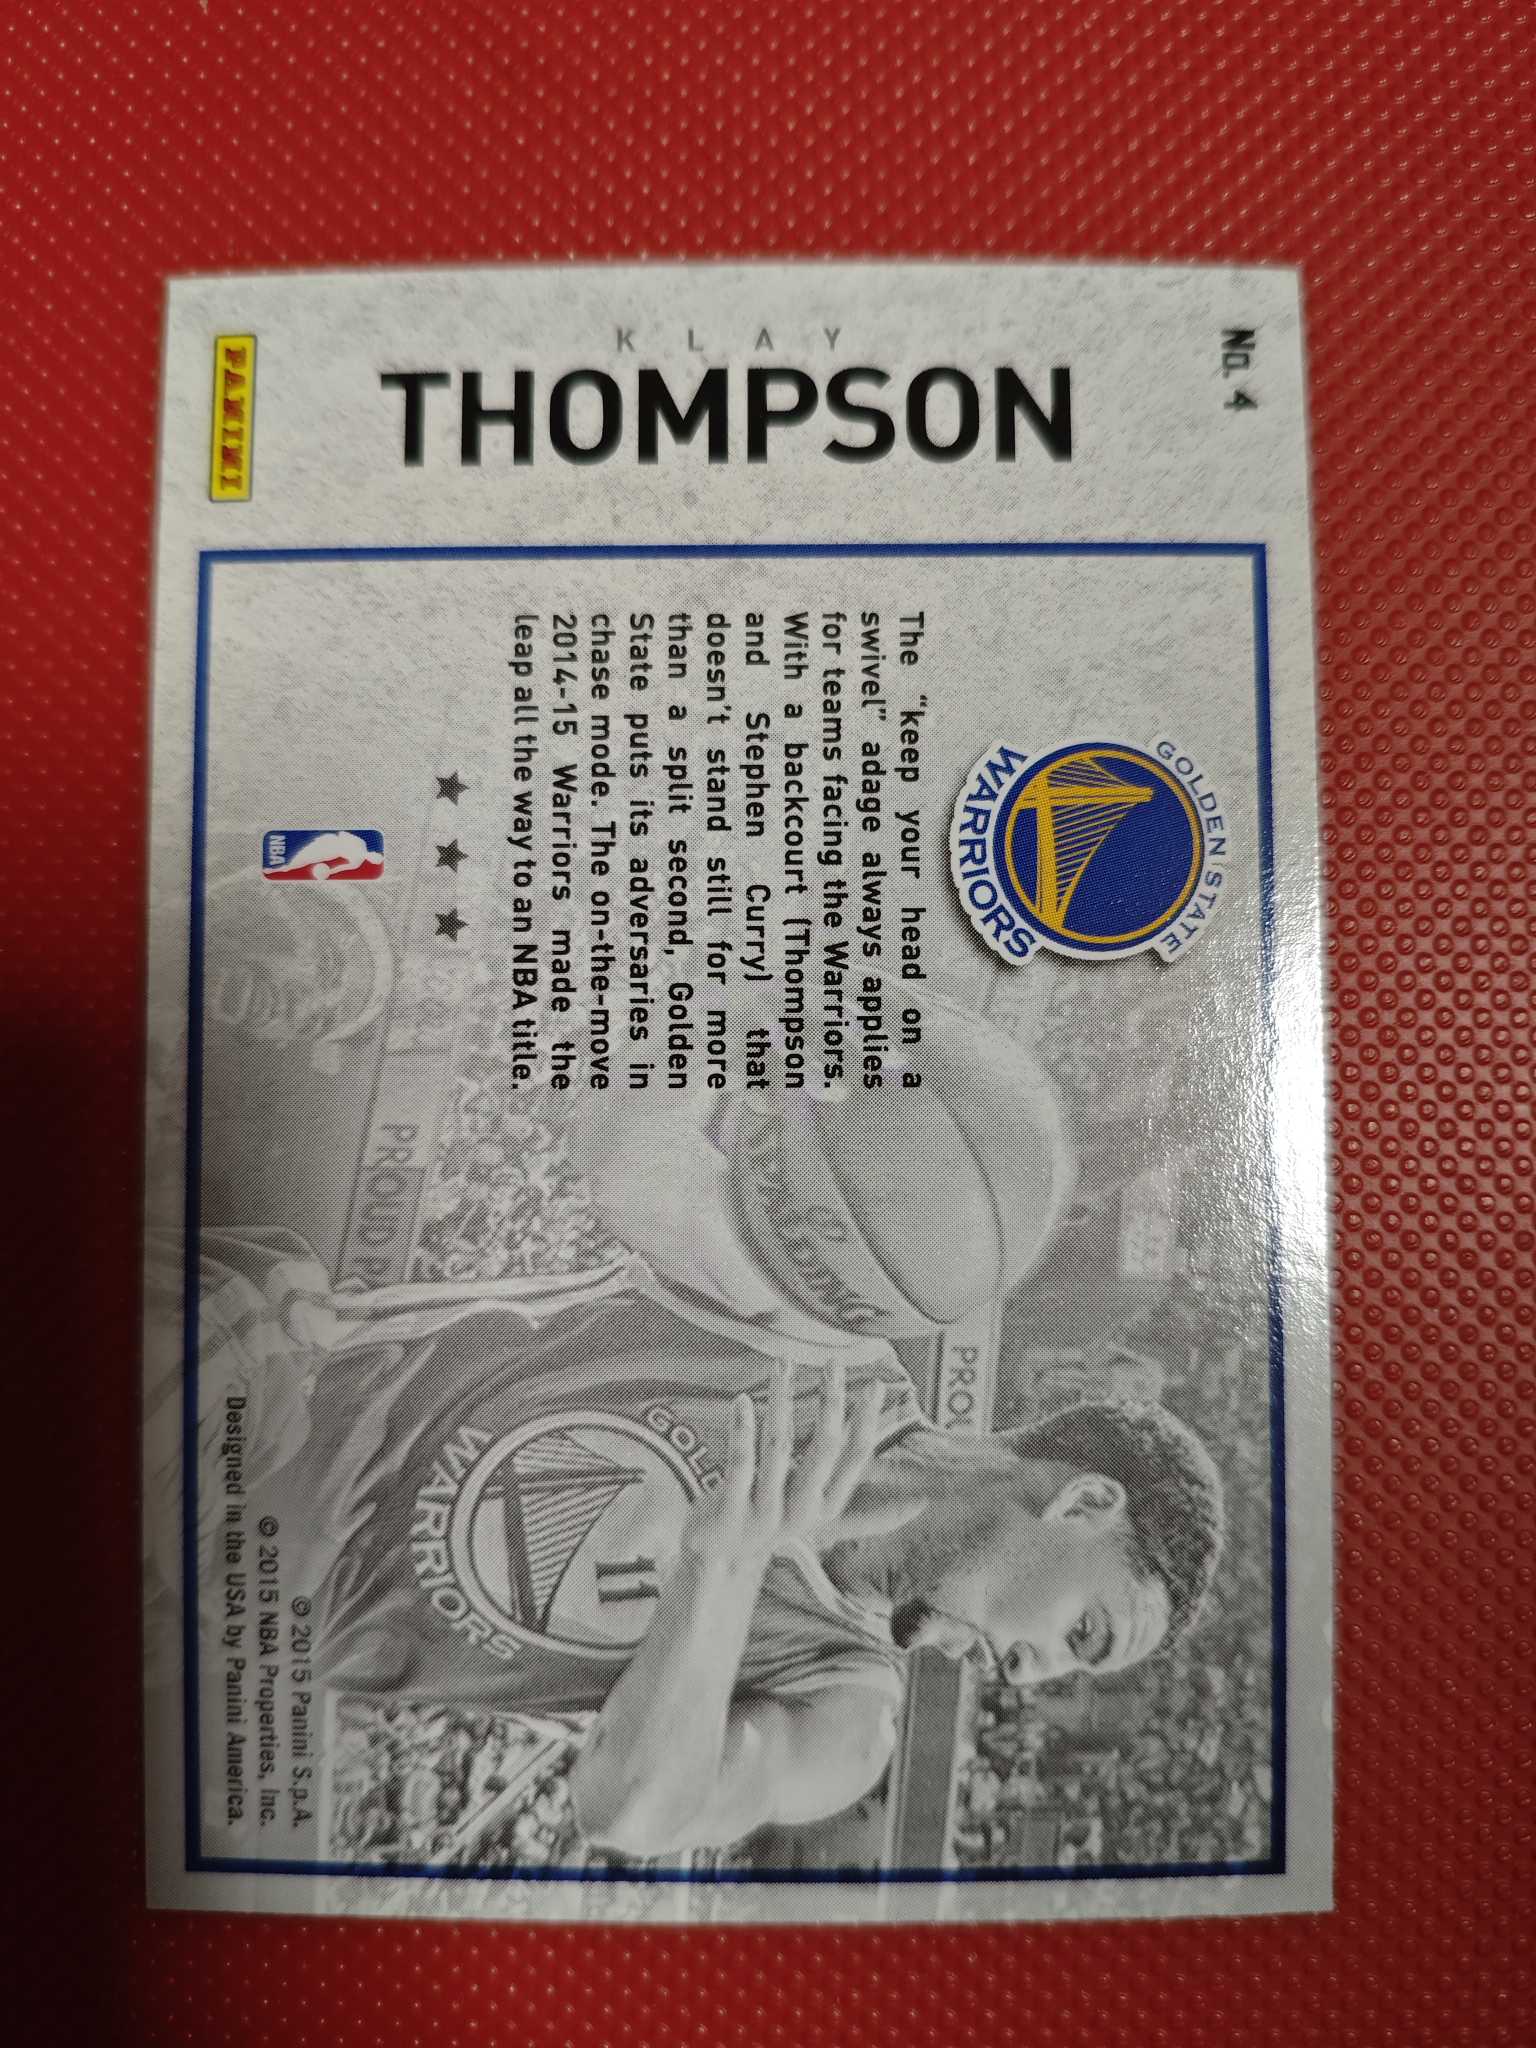 No. 4
KLAY
THOMPSON
PANINI
GOLDEN STATE
WARRIORS
The “keep your head on a
swivel” adage always applies
for teams facing the Warriors.
With a backcourt (Thompson
and Stephen Curry) that
doesn’t stand still for more
than a split second, Golden
State puts its adversaries in
chase mode. The on-the-move
2014-15 Warriors made the
leap all the way to an NBA title.
NBA
PROUD P
PRO
GOLD
11
WARRIORS
© 2015 Panini S.p.A.
© 2015 NBA Properties, Inc.
Designed in the USA by Panini America.